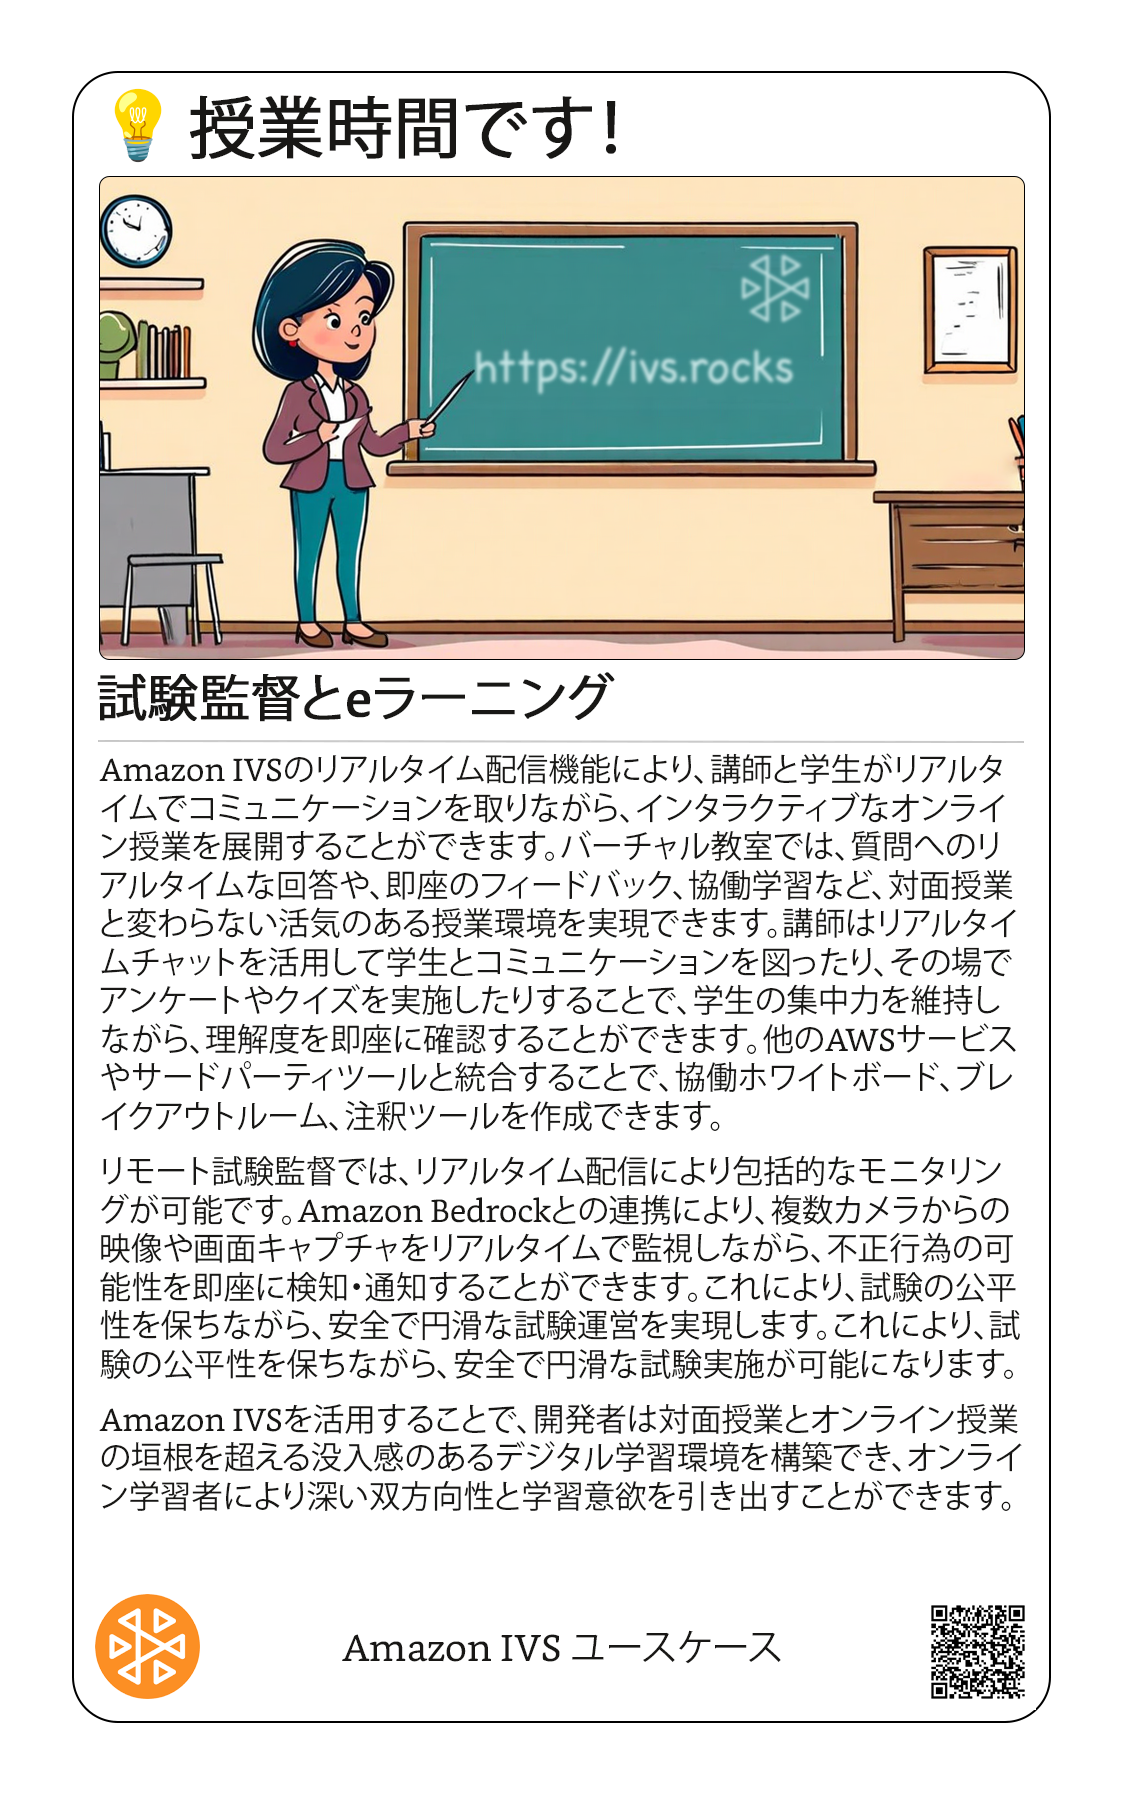 授業時間です!
https://ivs.rocks
試験監督とeラーニング
Amazon IVSのリアルタイム配信機能により、講師と学生がリアルタ
イムでコミュニケーションを取りながら、インタラクティブなオンライ
ン授業を展開することができます。バーチャル教室では、質問へのリ
アルタイムな回答や、即座のフィードバック、協働学習など、対面授業
と変わらない活気のある授業環境を実現できます。講師はリアルタイ
ムチャットを活用して学生とコミュニケーションを図ったり、その場で
アンケートやクイズを実施したりすることで、学生の集中力を維持し
ながら、理解度を即座に確認することができます。他のAWSサービス
やサードパーティツールと統合することで、協働ホワイトボード、ブレ
イクアウトルーム、注釈ツールを作成できます。
リモート試験監督では、リアルタイム配信により包括的なモニタリン
グが可能です。Amazon Bedrockとの連携により、複数カメラからの
映像や画面キャプチャをリアルタイムで監視しながら、不正行為の可
能性を即座に検知・通知することができます。これにより、試験の公平
性を保ちながら、安全で円滑な試験運営を実現します。これにより、試
験の公平性を保ちながら、安全で円滑な試験実施が可能になります。
Amazon IVSを活用することで、開発者は対面授業とオンライン授業
の垣根を超える没入感のあるデジタル学習環境を構築でき、オンライ
ン学習者により深い双方向性と学習意欲を引き出すことができます。
Amazon IVS ユースケース